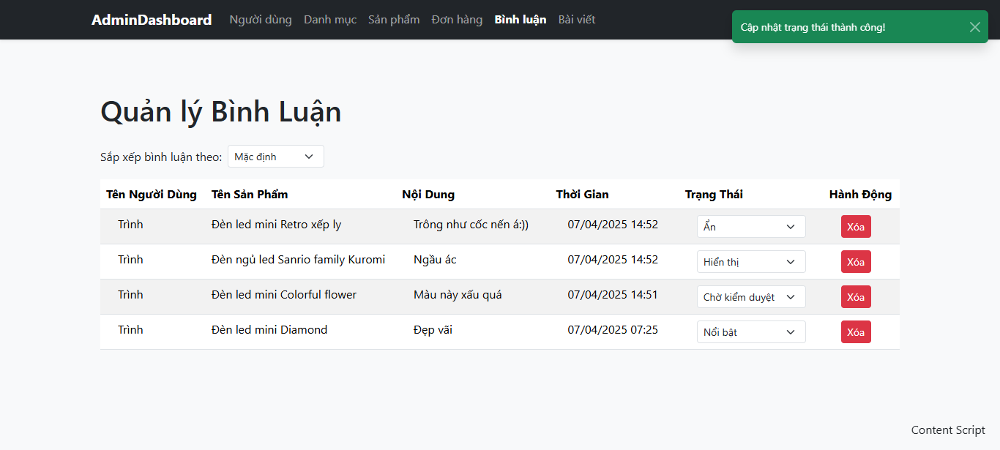 AdminDashboard Người dùng Danh mục Sản phẩm Đơn hàng Bình luận Bài viết
Cập nhật trạng thái thành công!
Quản lý Bình Luận
Sắp xếp bình luận theo: Mặc định
Tên Người Dùng Tên Sản Phẩm Nội Dung Thời Gian Trạng Thái Hành Động
Trình Đèn led mini Retro xếp ly Trông như cốc nến á:)) 07/04/2025 14:52 Ẩn Xóa
Trình Đèn ngủ led Sanrio family Kuromi Ngầu ác 07/04/2025 14:52 Hiển thị Xóa
Trình Đèn led mini Colorful flower Màu này xấu quá 07/04/2025 14:51 Chờ kiểm duyệt Xóa
Trình Đèn led mini Diamond Đẹp vãi 07/04/2025 07:25 Nổi bật Xóa
Content Script